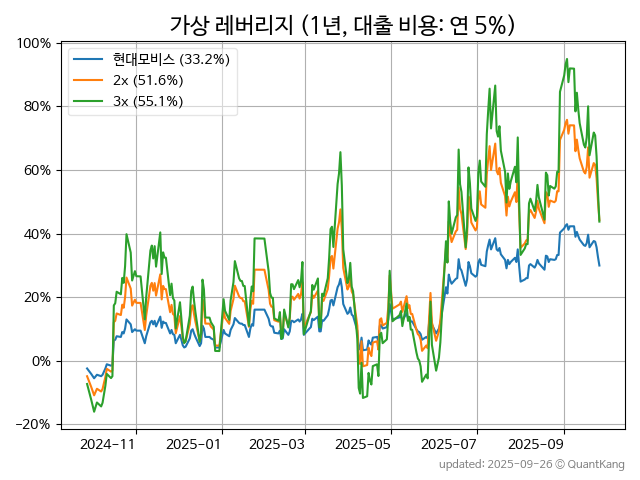 가상 레버리지 (1년, 대출 비용: 연 5%)
100%
80%
60%
40%
20%
0%
−20%
현대모비스 (33.2%)
2x (51.6%)
3x (55.1%)
2024-11
2025-01
2025-03
2025-05
2025-07
2025-09
updated: 2025-09-26 © QuantKang